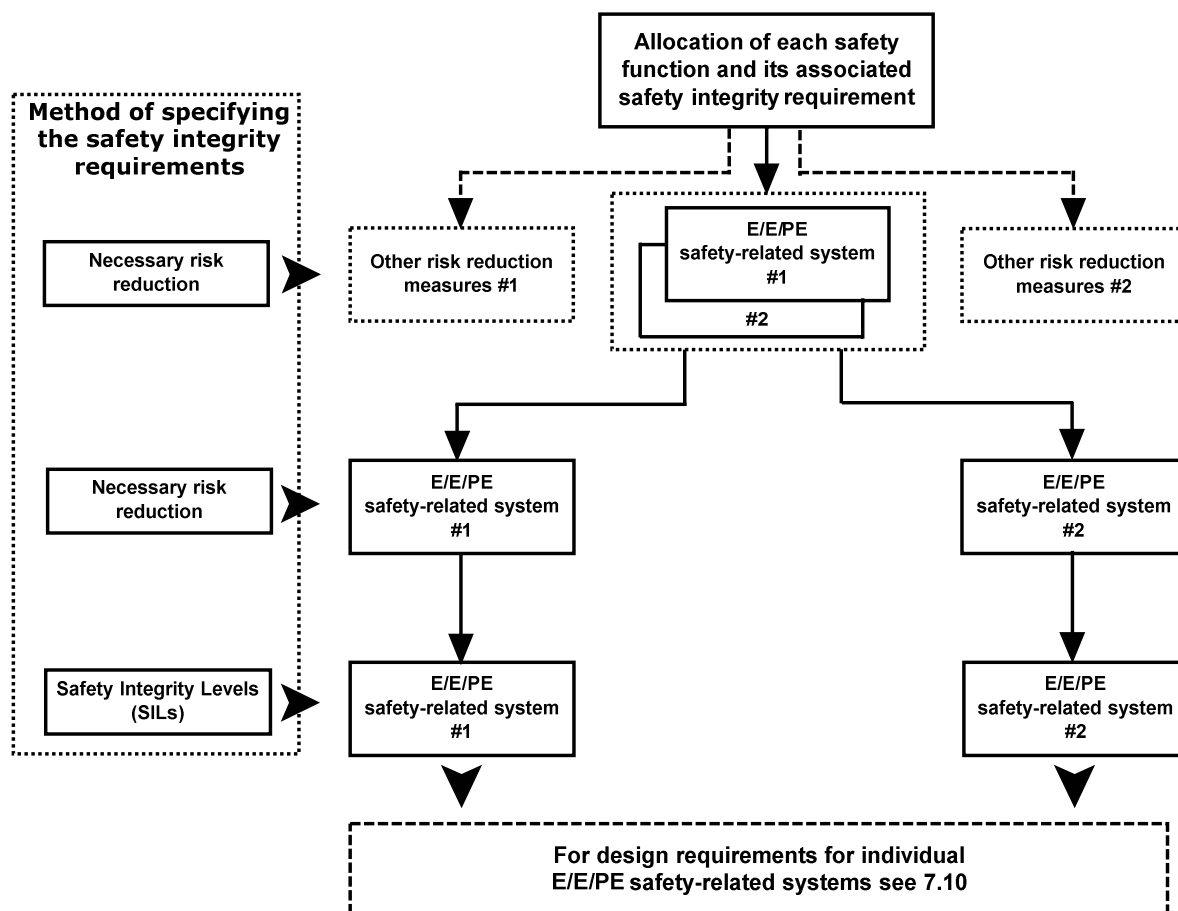 Allocation of each safety
function and its associated
safety integrity requirement
Method of specifying
the safety integrity
requirements
Necessary risk
reduction
Other risk reduction
measures #1
E/E/PE
safety-related system
#1
#2
Other risk reduction
measures #2
Necessary risk
reduction
E/E/PE
safety-related system
#1
E/E/PE
safety-related system
#2
Safety Integrity Levels
(SILs)
E/E/PE
safety-related system
#1
E/E/PE
safety-related system
#2
For design requirements for individual
E/E/PE safety-related systems see 7.10